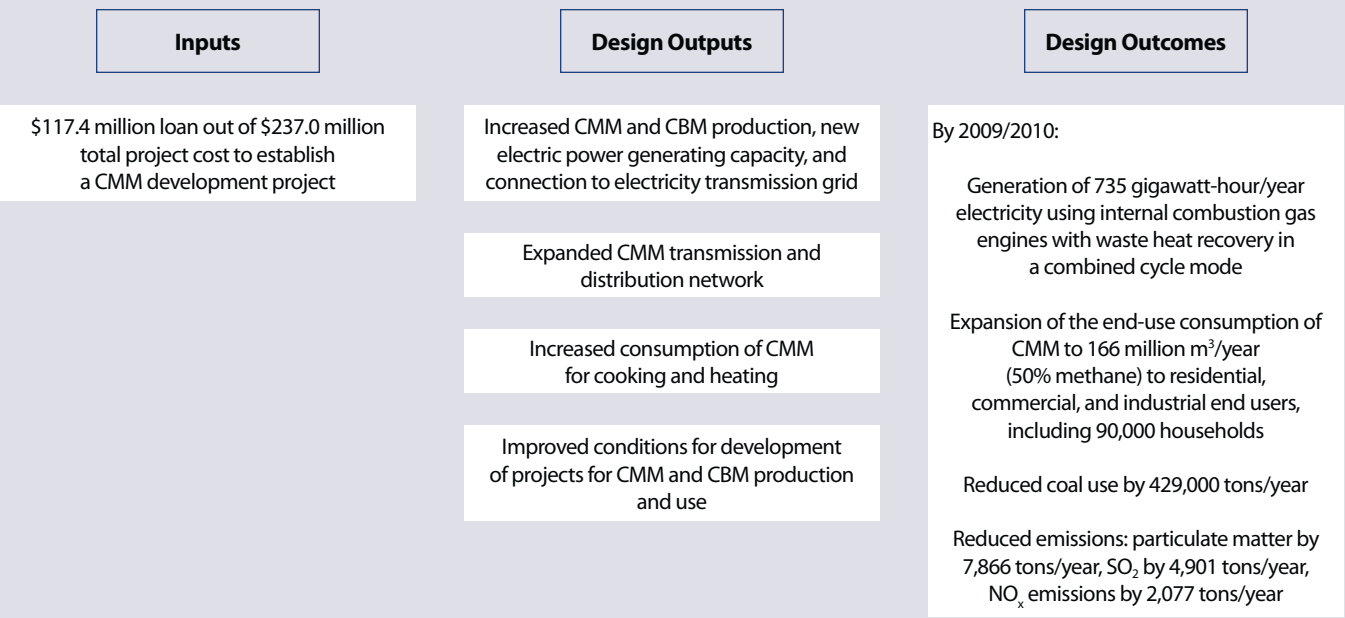 Inputs
$117.4 million loan out of $237.0 million
total project cost to establish
a CMM development project
Design Outputs
Increased CMM and CBM production, new
electric power generating capacity, and
connection to electricity transmission grid
Expanded CMM transmission and
distribution network
Increased consumption of CMM
for cooking and heating
Improved conditions for development
of projects for CMM and CBM production
and use
Design Outcomes
By 2009/2010:
Generation of 735 gigawatt-hour/year
electricity using internal combustion gas
engines with waste heat recovery in
a combined cycle mode
Expansion of the end-use consumption of
CMM to 166 million m³/year
(50% methane) to residential,
commercial, and industrial end users,
including 90,000 households
Reduced coal use by 429,000 tons/year
Reduced emissions: particulate matter by
7,866 tons/year, SO₂ by 4,901 tons/year,
NOₓ emissions by 2,077 tons/year